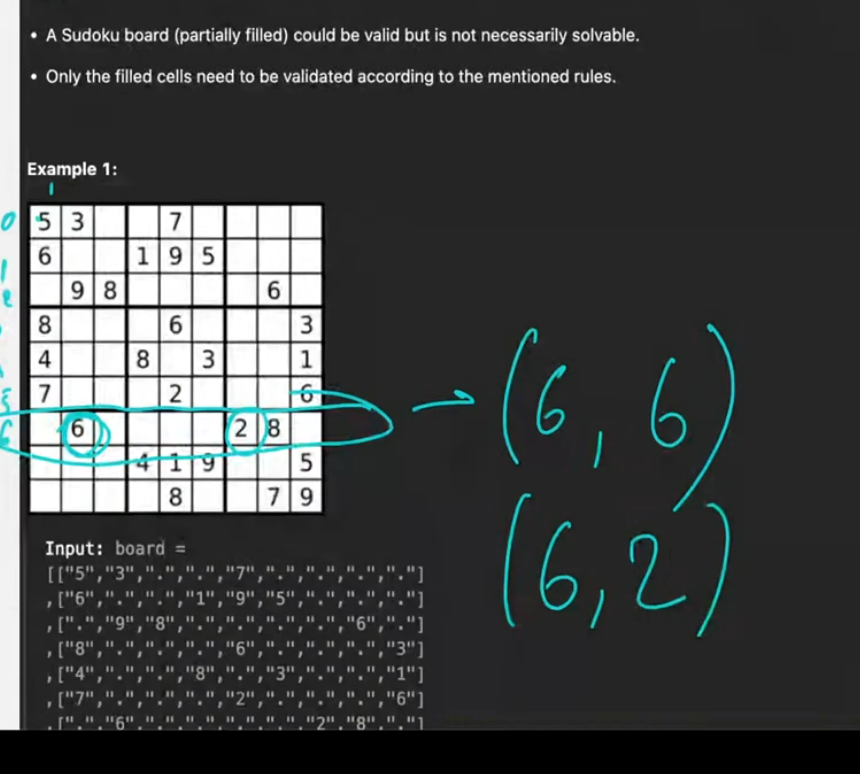 • A Sudoku board (partially filled) could be valid but is not necessarily solvable.
• Only the filled cells need to be validated according to the mentioned rules.
Example 1:
0 5 3 7
1 6 1 9 5
2 9 8 6
8 6 3
4 8 3 1
5 7 2 6
6 6 2 8
4 1 9 5
8 7 9
(6, 6)
(6, 2)
Input: board =
[["5","3",".",".","7",".",".",".","."]
,["6",".",".","1","9","5",".",".","."]
,[".","9","8",".",".",".",".","6","."]
,["8",".",".",".","6",".",".",".","3"]
,["4",".",".","8",".","3",".",".","1"]
,["7",".",".",".","2",".",".",".","6"]
,[".","6",".",".",".",".","2","8","."]